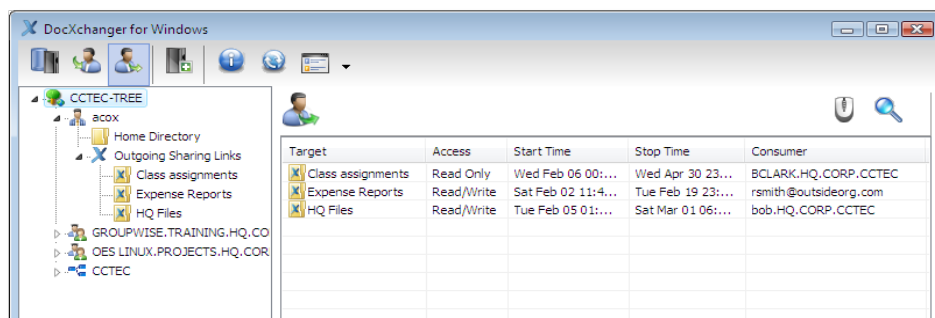 DocXchanger for Windows
CCTEC-TREE
acox
Home Directory
Outgoing Sharing Links
Class assignments
Expense Reports
HQ Files
GROUPWISE.TRAINING.HQ.CO
OES LINUX.PROJECTS.HQ.COR
CCTEC
Target Access Start Time Stop Time Consumer
Class assignments Read Only Wed Feb 06 00:... Wed Apr 30 23... BCLARK.HQ.CORP.CCTEC
Expense Reports Read/Write Sat Feb 02 11:4... Tue Feb 19 23:... rsmith@outsideorg.com
HQ Files Read/Write Tue Feb 05 01:... Sat Mar 01 06:... bob.HQ.CORP.CCTEC